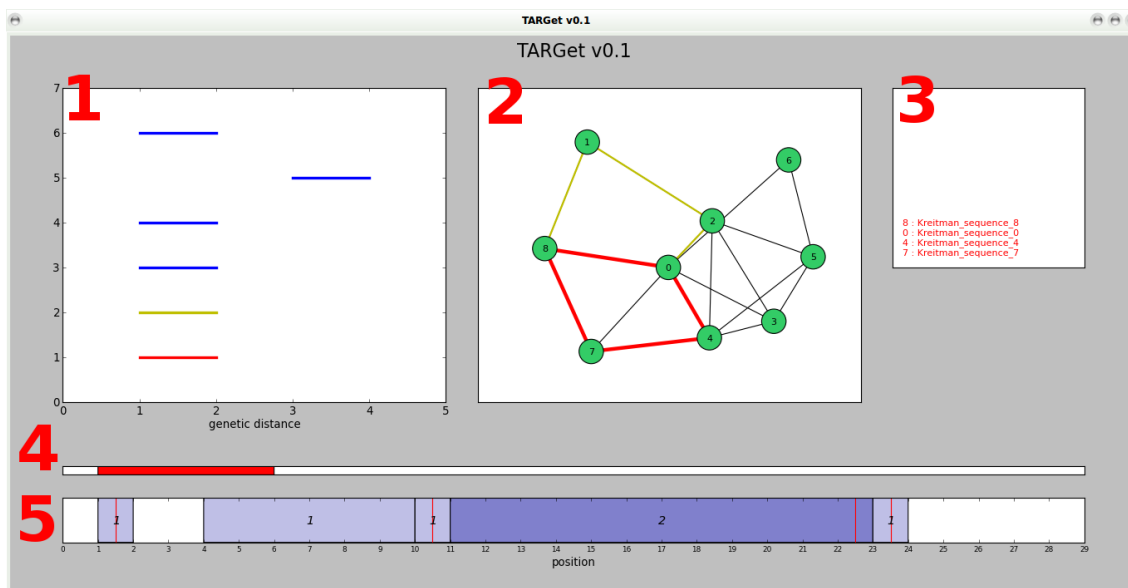 TARGet v0.1
TARGet v0.1
1
7
6
5
4
3
2
1
0
0 1 2 3 4 5
genetic distance
2
1
6
2
8
0
5
3
4
7
3
8 : Kreitman_sequence_8
0 : Kreitman_sequence_0
4 : Kreitman_sequence_4
7 : Kreitman_sequence_7
4
5
1 1 1 2 1
0 1 2 3 4 5 6 7 8 9 10 11 12 13 14 15 16 17 18 19 20 21 22 23 24 25 26 27 28 29
position